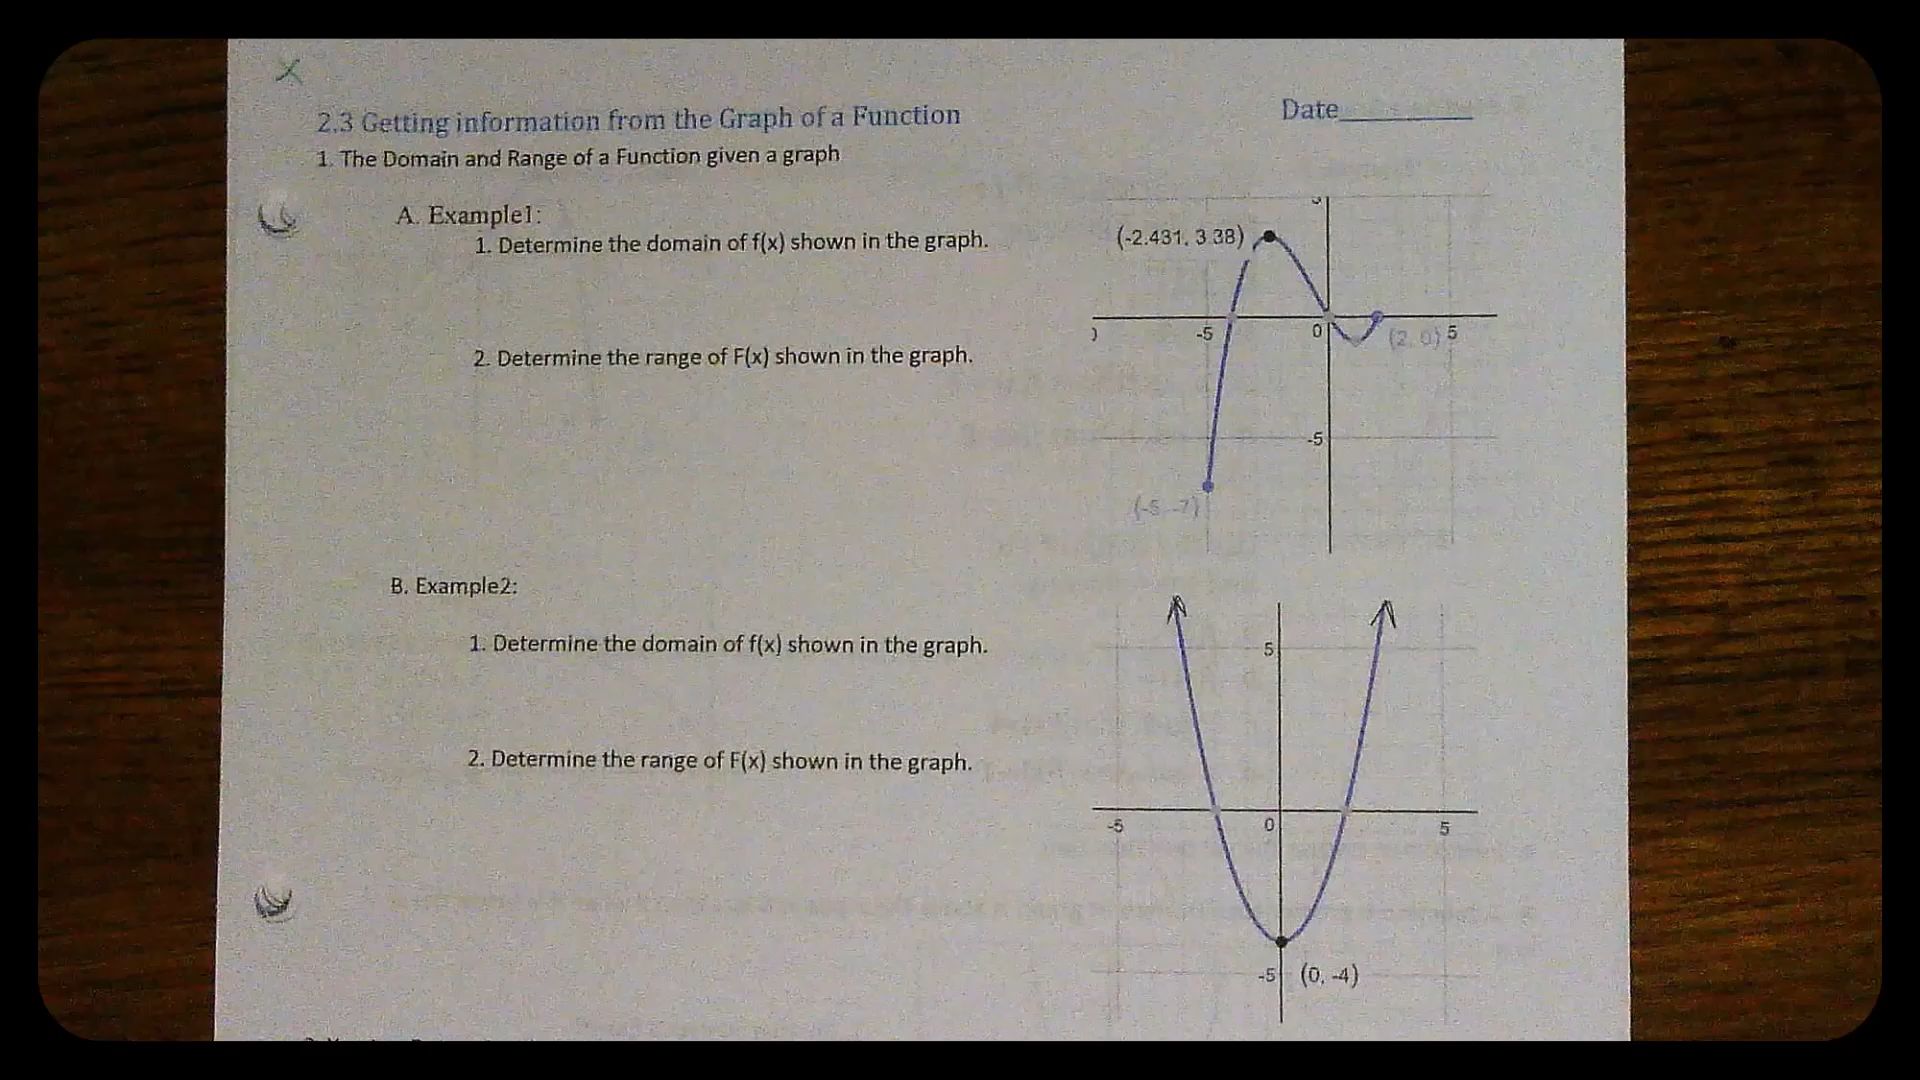 2.3 Getting information from the Graph of a Function
Date__________
1. The Domain and Range of a Function given a graph
A. Example1:
1. Determine the domain of f(x) shown in the graph.
(-2.431, 3.38)
-5
0
(2, 0)
5
2. Determine the range of F(x) shown in the graph.
-5
(-5, -7)
B. Example2:
1. Determine the domain of f(x) shown in the graph.
5
2. Determine the range of F(x) shown in the graph.
-5
0
5
-5
(0, -4)